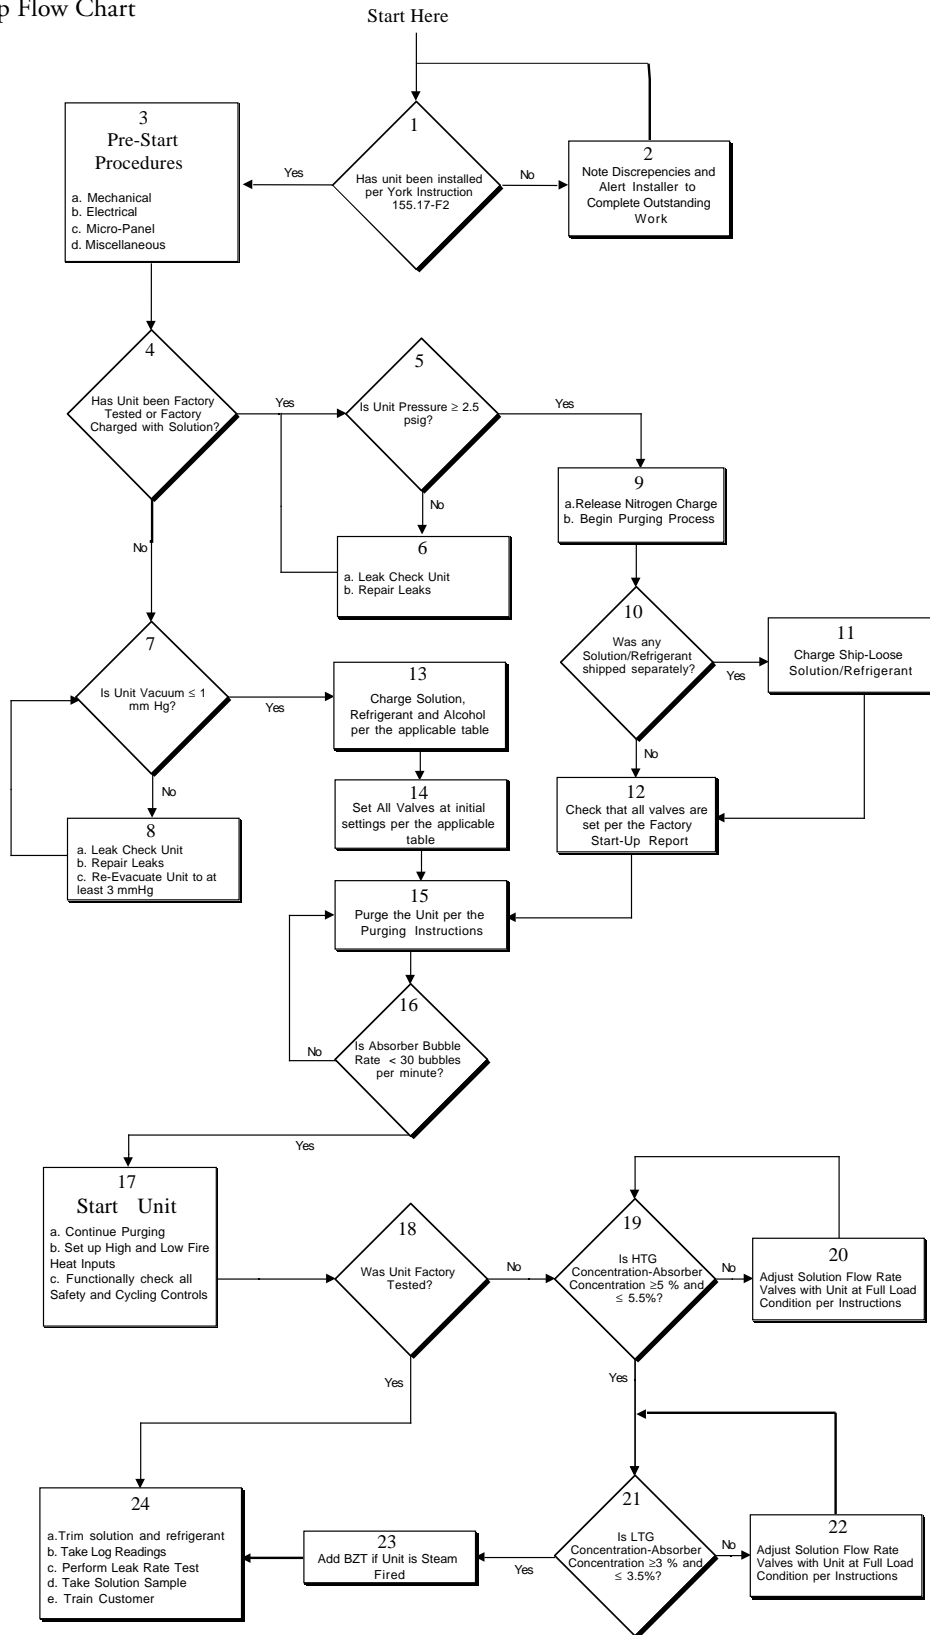 p Flow Chart
Start Here
1
Has unit been installed
per York Instruction
155.17-F2
Yes
No
2
Note Discrepencies and
Alert Installer to
Complete Outstanding
Work
3
Pre-Start
Procedures
a. Mechanical
b. Electrical
c. Micro-Panel
d. Miscellaneous
4
Has Unit been Factory
Tested or Factory
Charged with Solution?
Yes
No
5
Is Unit Pressure ≥ 2.5
psig?
Yes
No
6
a. Leak Check Unit
b. Repair Leaks
9
a.Release Nitrogen Charge
b. Begin Purging Process
10
Was any
Solution/Refrigerant
shipped separately?
Yes
No
11
Charge Ship-Loose
Solution/Refrigerant
7
Is Unit Vacuum ≤ 1
mm Hg?
Yes
No
8
a. Leak Check Unit
b. Repair Leaks
c. Re-Evacuate Unit to at
least 3 mmHg
13
Charge Solution,
Refrigerant and Alcohol
per the applicable table
14
Set All Valves at initial
settings per the applicable
table
12
Check that all valves are
set per the Factory
Start-Up Report
15
Purge the Unit per the
Purging Instructions
16
Is Absorber Bubble
Rate < 30 bubbles
per minute?
No
Yes
17
Start Unit
a. Continue Purging
b. Set up High and Low Fire
Heat Inputs
c. Functionally check all
Safety and Cycling Controls
18
Was Unit Factory
Tested?
No
Yes
19
Is HTG
Concentration-Absorber
Concentration ≥5 % and
≤ 5.5%?
No
Yes
20
Adjust Solution Flow Rate
Valves with Unit at Full Load
Condition per Instructions
21
Is LTG
Concentration-Absorber
Concentration ≥3 % and
≤ 3.5%?
No
Yes
22
Adjust Solution Flow Rate
Valves with Unit at Full Load
Condition per Instructions
23
Add BZT if Unit is Steam
Fired
24
a.Trim solution and refrigerant
b. Take Log Readings
c. Perform Leak Rate Test
d. Take Solution Sample
e. Train Customer